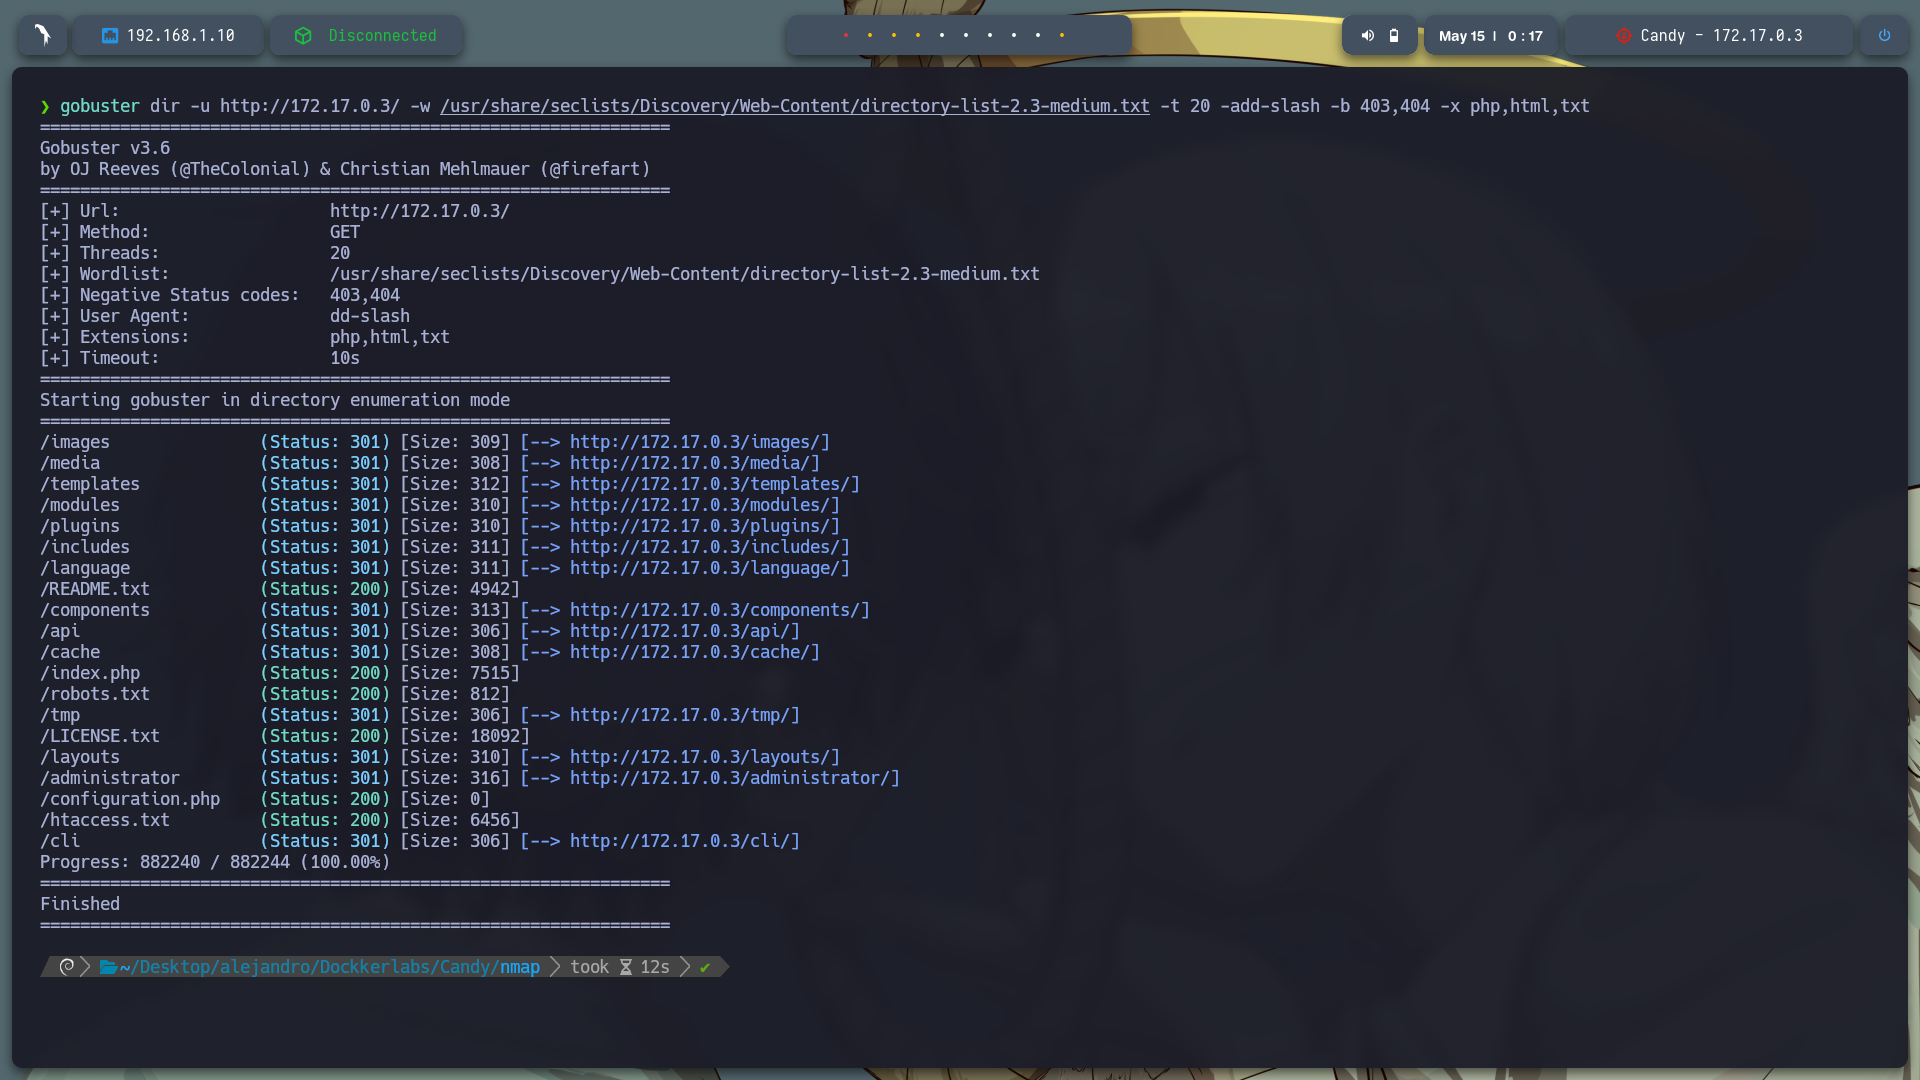 192.168.1.10
Disconnected
May 15 | 0 : 17
Candy - 172.17.0.3
❯ gobuster dir -u http://172.17.0.3/ -w /usr/share/seclists/Discovery/Web-Content/directory-list-2.3-medium.txt -t 20 -add-slash -b 403,404 -x php,html,txt
===============================================================
Gobuster v3.6
by OJ Reeves (@TheColonial) & Christian Mehlmauer (@firefart)
===============================================================
[+] Url:                     http://172.17.0.3/
[+] Method:                  GET
[+] Threads:                 20
[+] Wordlist:                /usr/share/seclists/Discovery/Web-Content/directory-list-2.3-medium.txt
[+] Negative Status codes:   403,404
[+] User Agent:              dd-slash
[+] Extensions:              php,html,txt
[+] Timeout:                 10s
===============================================================
Starting gobuster in directory enumeration mode
===============================================================
/images               (Status: 301) [Size: 309] [--> http://172.17.0.3/images/]
/media                (Status: 301) [Size: 308] [--> http://172.17.0.3/media/]
/templates            (Status: 301) [Size: 312] [--> http://172.17.0.3/templates/]
/modules              (Status: 301) [Size: 310] [--> http://172.17.0.3/modules/]
/plugins              (Status: 301) [Size: 310] [--> http://172.17.0.3/plugins/]
/includes             (Status: 301) [Size: 311] [--> http://172.17.0.3/includes/]
/language             (Status: 301) [Size: 311] [--> http://172.17.0.3/language/]
/README.txt           (Status: 200) [Size: 4942]
/components           (Status: 301) [Size: 313] [--> http://172.17.0.3/components/]
/api                  (Status: 301) [Size: 306] [--> http://172.17.0.3/api/]
/cache                (Status: 301) [Size: 308] [--> http://172.17.0.3/cache/]
/index.php            (Status: 200) [Size: 7515]
/robots.txt           (Status: 200) [Size: 812]
/tmp                  (Status: 301) [Size: 306] [--> http://172.17.0.3/tmp/]
/LICENSE.txt          (Status: 200) [Size: 18092]
/layouts              (Status: 301) [Size: 310] [--> http://172.17.0.3/layouts/]
/administrator        (Status: 301) [Size: 316] [--> http://172.17.0.3/administrator/]
/configuration.php    (Status: 200) [Size: 0]
/htaccess.txt         (Status: 200) [Size: 6456]
/cli                  (Status: 301) [Size: 306] [--> http://172.17.0.3/cli/]
Progress: 882240 / 882244 (100.00%)
===============================================================
Finished
===============================================================
~/Desktop/alejandro/Dockkerlabs/Candy/nmap took 12s ✔